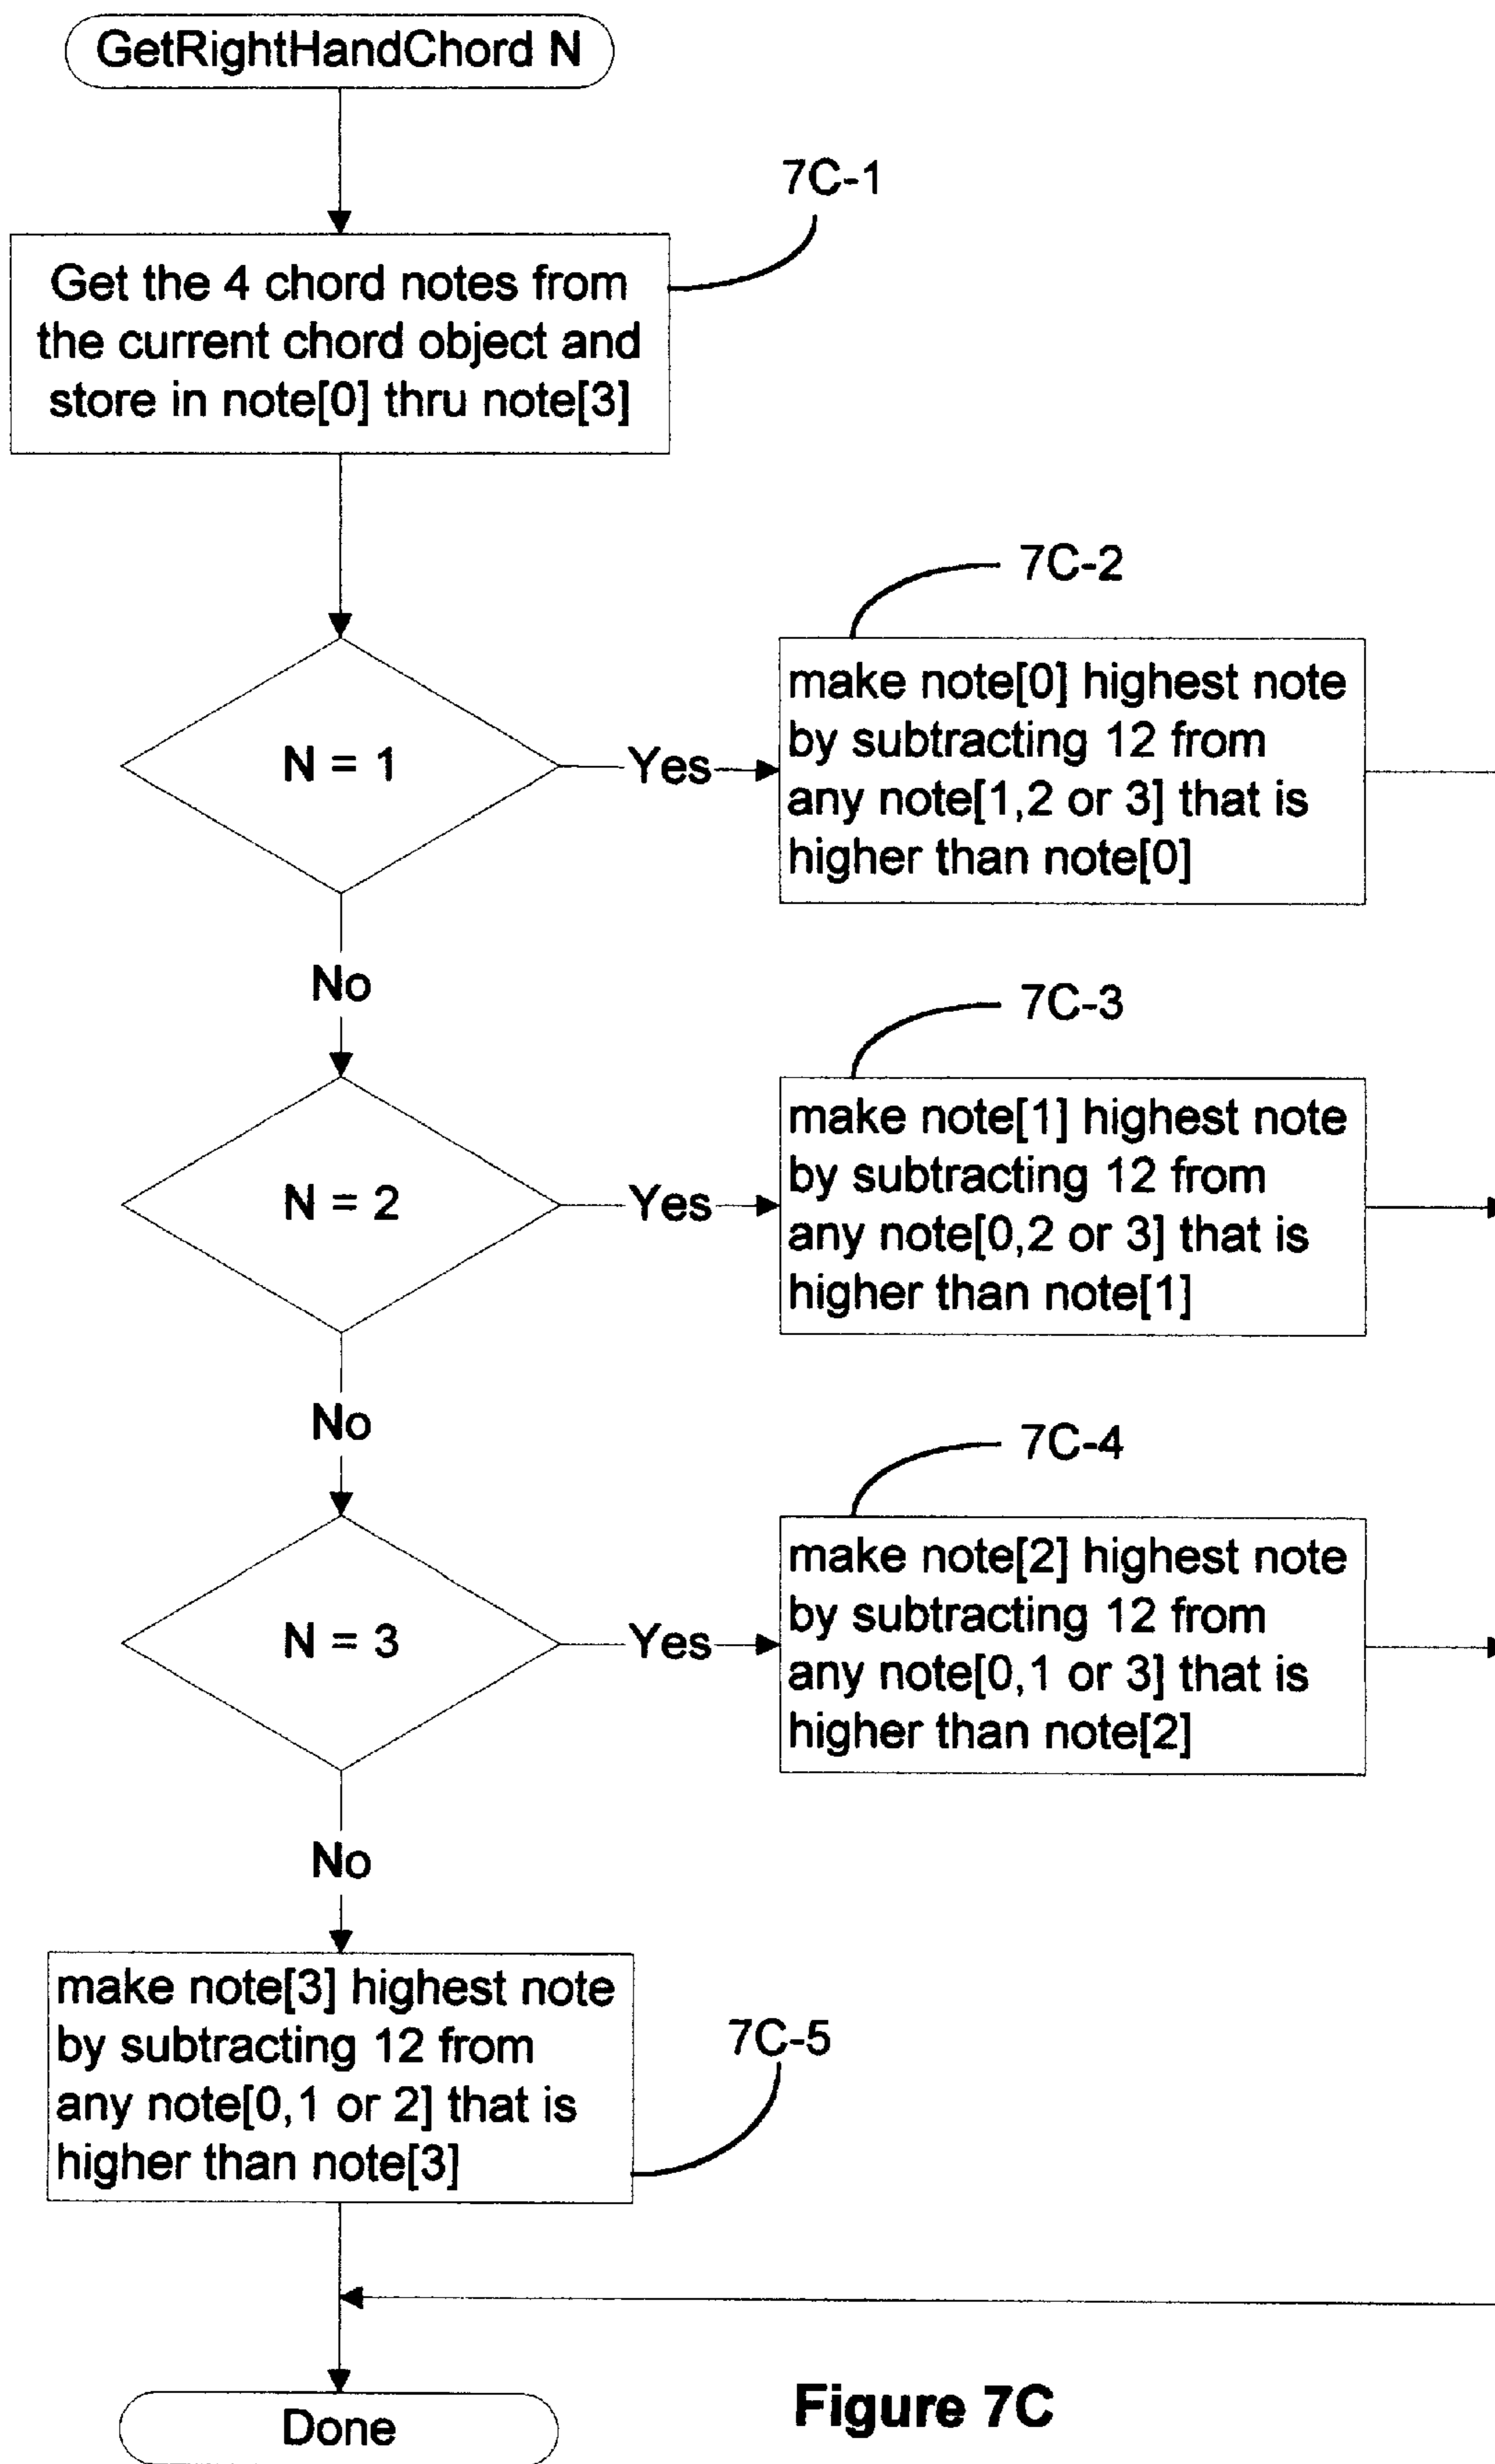 GetRightHandChord N
7C-1
Get the 4 chord notes from
the current chord object and
store in note[0] thru note[3]
7C-2
N = 1
Yes
make note[0] highest note
by subtracting 12 from
any note[1,2 or 3] that is
higher than note[0]
No
7C-3
N = 2
Yes
make note[1] highest note
by subtracting 12 from
any note[0,2 or 3] that is
higher than note[1]
No
7C-4
N = 3
Yes
make note[2] highest note
by subtracting 12 from
any note[0,1 or 3] that is
higher than note[2]
No
make note[3] highest note
by subtracting 12 from
any note[0,1 or 2] that is
higher than note[3]
7C-5
Done
Figure 7C